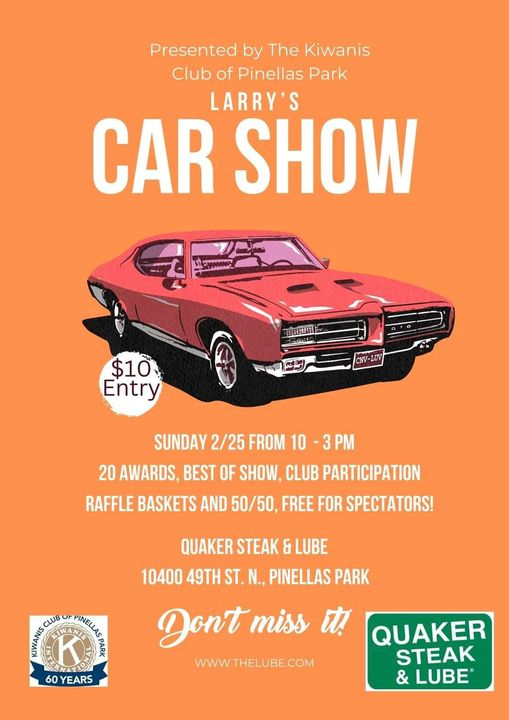 Presented by The Kiwanis
Club of Pinellas Park
LARRY'S
CAR SHOW
GTO
CNV-LUV
$10
Entry
SUNDAY 2/25 FROM 10 - 3 PM
20 AWARDS, BEST OF SHOW, CLUB PARTICIPATION
RAFFLE BASKETS AND 50/50, FREE FOR SPECTATORS!
QUAKER STEAK & LUBE
10400 49TH ST. N., PINELLAS PARK
Don't miss it!
WWW.THELUBE.COM
KIWANIS CLUB OF PINELLAS PARK
KIWANIS
K
INTERNATIONAL
60 YEARS
QUAKER
STEAK
& LUBE®